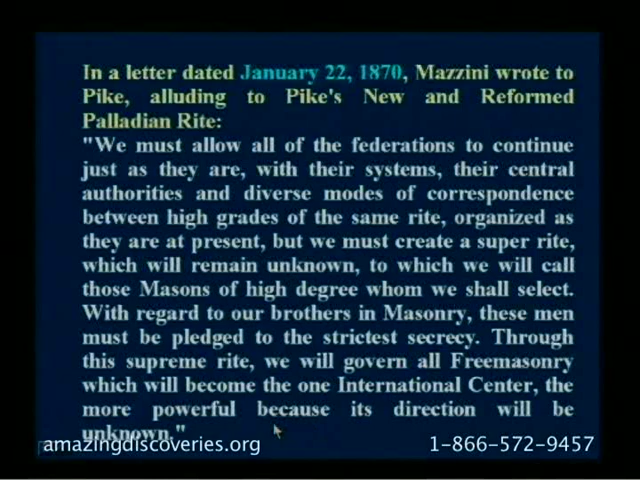 In a letter dated January 22, 1870, Mazzini wrote to
Pike, alluding to Pike's New and Reformed
Palladian Rite:
"We must allow all of the federations to continue
just as they are, with their systems, their central
authorities and diverse modes of correspondence
between high grades of the same rite, organized as
they are at present, but we must create a super rite,
which will remain unknown, to which we will call
those Masons of high degree whom we shall select.
With regard to our brothers in Masonry, these men
must be pledged to the strictest secrecy. Through
this supreme rite, we will govern all Freemasonry
which will become the one International Center, the
more powerful because its direction will be
unknown."
amazingdiscoveries.org 1-866-572-9457